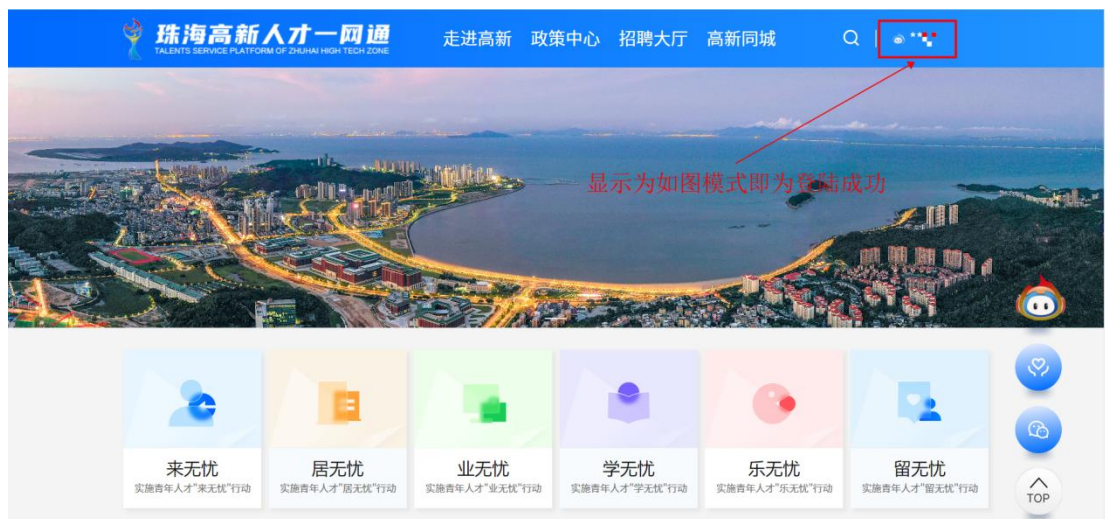 珠海高新人才一网通
TALENTS SERVICE PLATFORM OF ZHUHAI HIGH TECH ZONE
走进高新 政策中心 招聘大厅 高新同城
显示为如图模式即为登陆成功
来无忧
实施青年人才"来无忧"行动
居无忧
实施青年人才"居无忧"行动
业无忧
实施青年人才"业无忧"行动
学无忧
实施青年人才"学无忧"行动
乐无忧
实施青年人才"乐无忧"行动
留无忧
实施青年人才"留无忧"行动
TOP